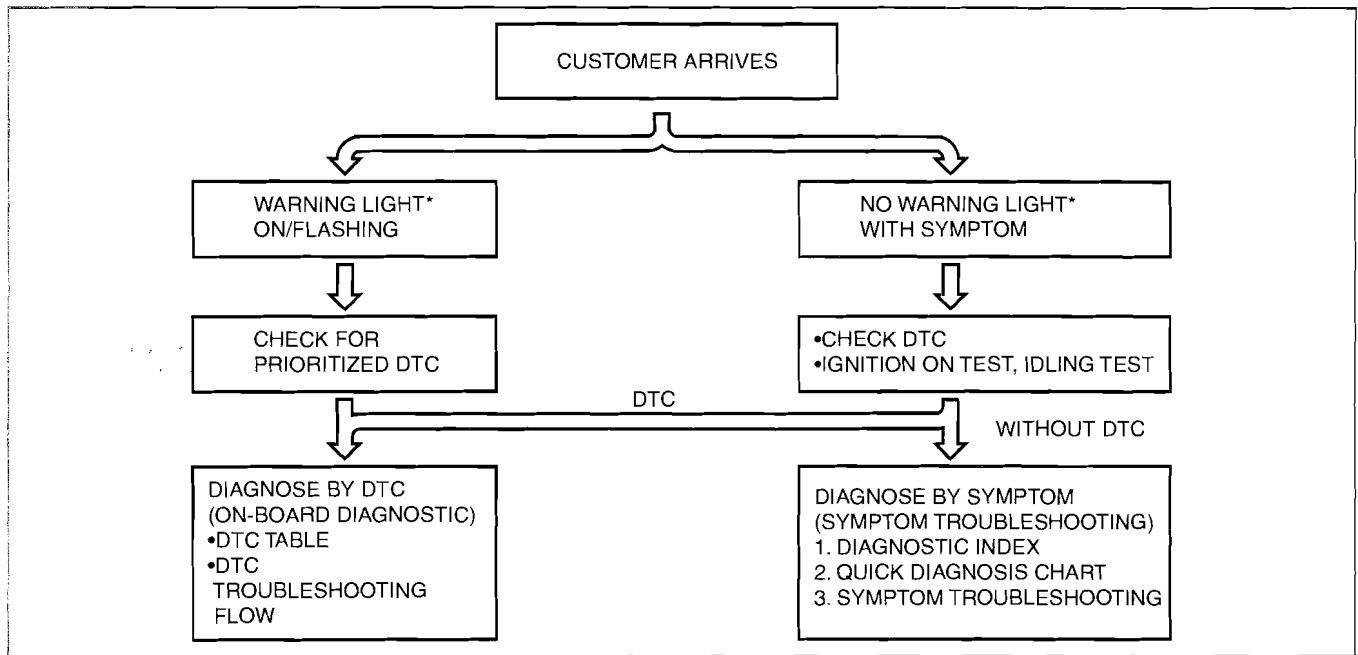 CUSTOMER ARRIVES
WARNING LIGHT*
ON/FLASHING
NO WARNING LIGHT*
WITH SYMPTOM
CHECK FOR
PRIORITIZED DTC
•CHECK DTC
•IGNITION ON TEST, IDLING TEST
DTC
WITHOUT DTC
DIAGNOSE BY DTC
(ON-BOARD DIAGNOSTIC)
•DTC TABLE
•DTC
TROUBLESHOOTING
FLOW
DIAGNOSE BY SYMPTOM
(SYMPTOM TROUBLESHOOTING)
1. DIAGNOSTIC INDEX
2. QUICK DIAGNOSIS CHART
3. SYMPTOM TROUBLESHOOTING